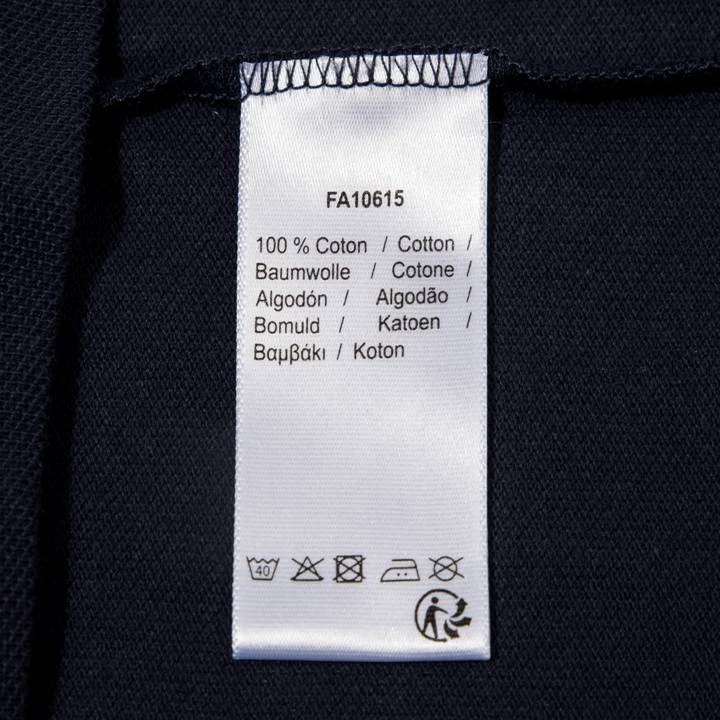 FA10615
100 % Coton / Cotton /
Baumwolle / Cotone /
Algodón / Algodão /
Bomuld / Katoen /
Βαμβάκι / Koton
40